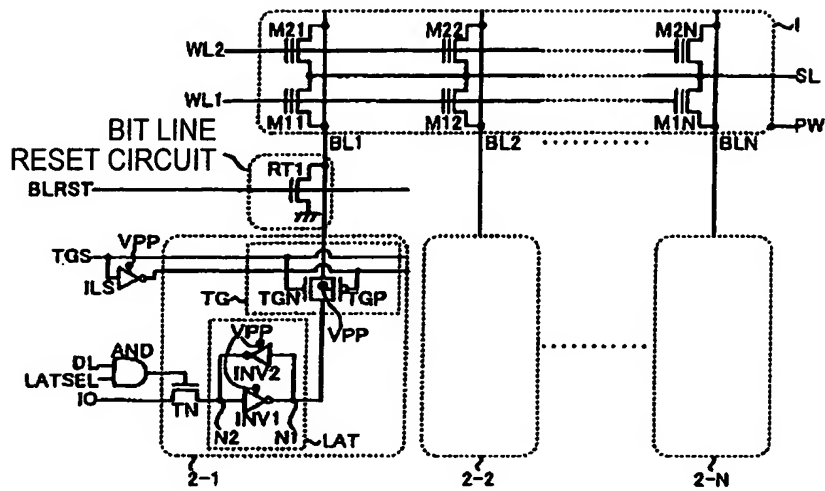 M21 M22 M2N 1
WL2
SL
WL1
M11 M12 M1N
PW
BIT LINE BL1 BL2 BLN
RESET CIRCUIT
RT1
BLRST
VPP
TGS
ILS TG TGN TGP
VPP
VPP
DL AND
LATSEL INV2
IO
TN INV1
N2 N1 LAT
2-1 2-2 2-N